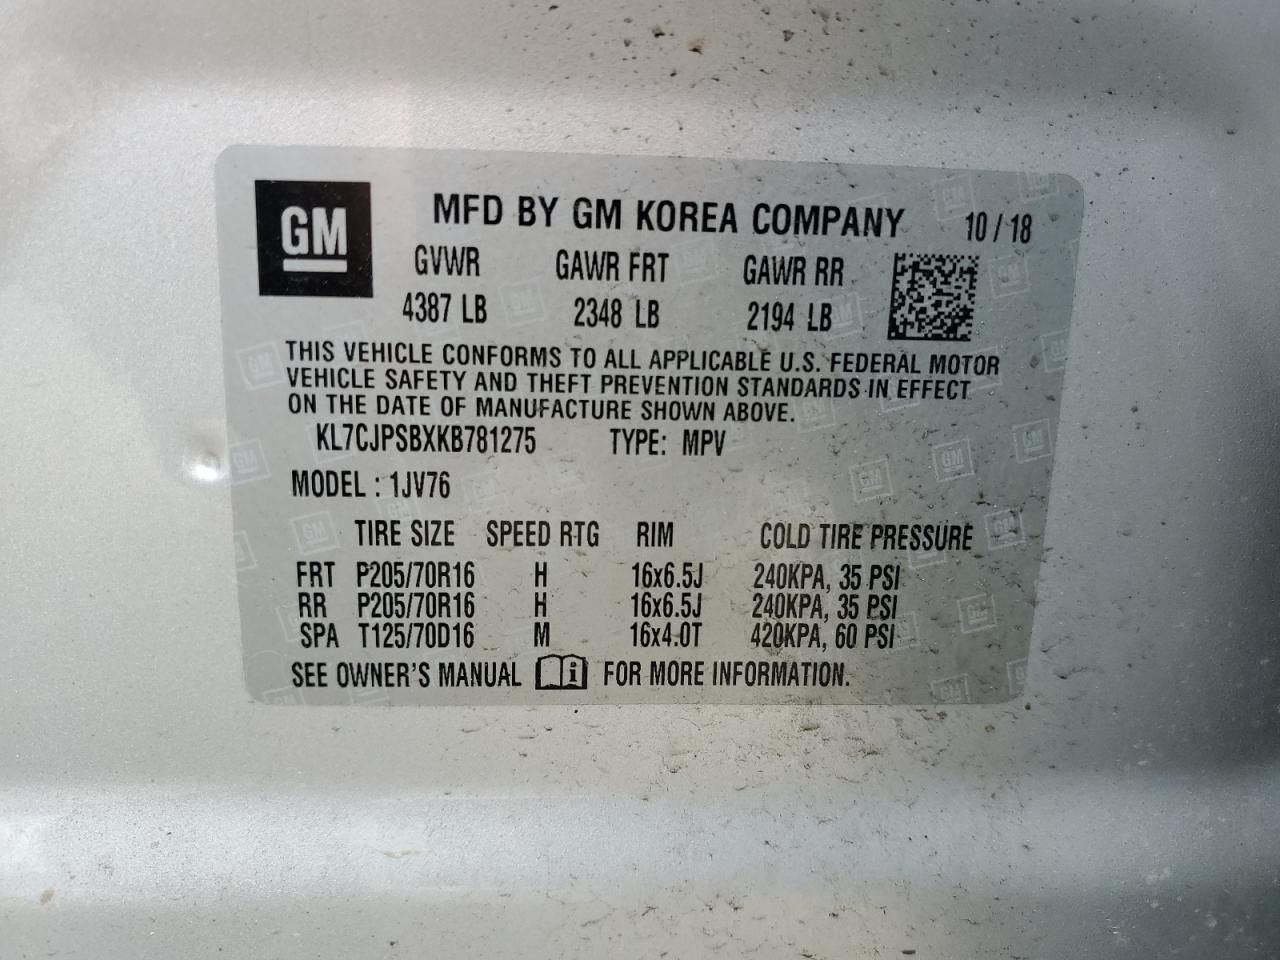 GM
MFD BY GM KOREA COMPANY 10/18
GVWR GAWR FRT GAWR RR
4387 LB 2348 LB 2194 LB
THIS VEHICLE CONFORMS TO ALL APPLICABLE U.S. FEDERAL MOTOR
VEHICLE SAFETY AND THEFT PREVENTION STANDARDS IN EFFECT
ON THE DATE OF MANUFACTURE SHOWN ABOVE.
KL7CJPSBXKB781275 TYPE: MPV
MODEL : 1JV76
TIRE SIZE SPEED RTG RIM COLD TIRE PRESSURE
FRT P205/70R16 H 16x6.5J 240KPA, 35 PSI
RR P205/70R16 H 16x6.5J 240KPA, 35 PSI
SPA T125/70D16 M 16x4.0T 420KPA, 60 PSI
SEE OWNER'S MANUAL i FOR MORE INFORMATION.